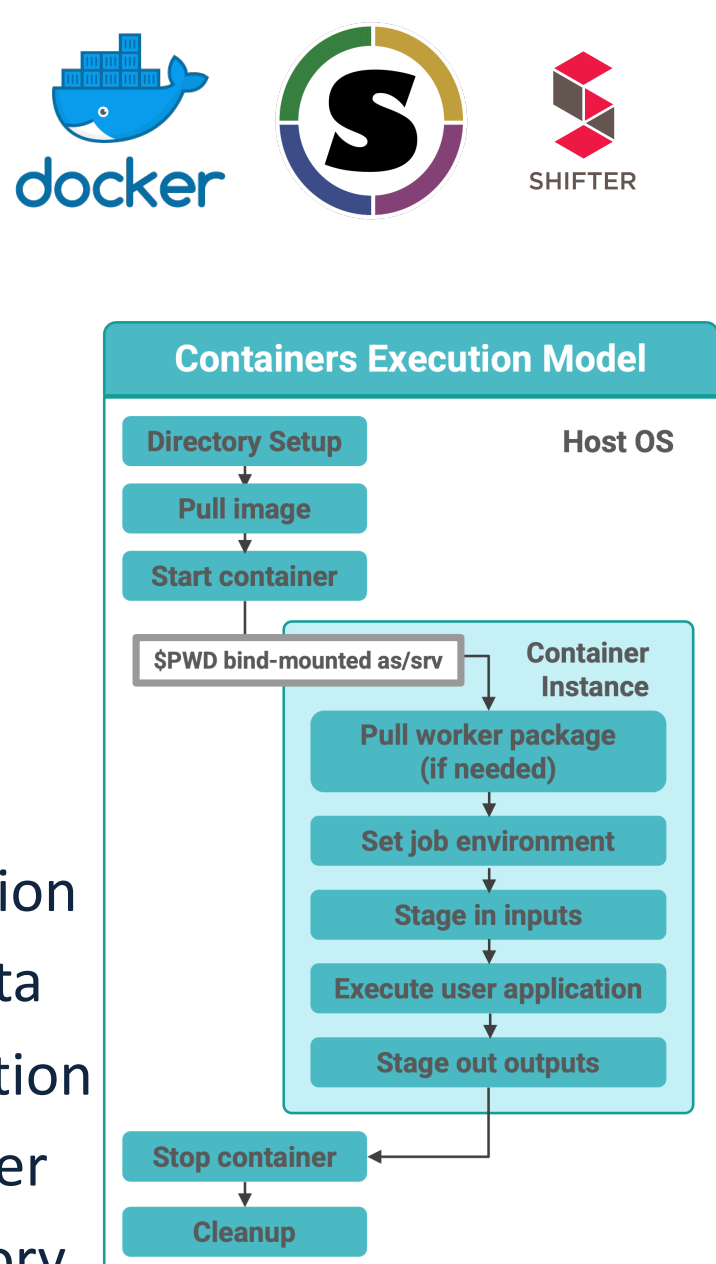 docker
S
SHIFTER
Containers Execution Model
Directory Setup
Host OS
Pull image
Start container
$PWD bind-mounted as/srv
Container
Instance
Pull worker package
(if needed)
Set job environment
Stage in inputs
Execute user application
Stage out outputs
Stop container
Cleanup
ion
ta
tion
er